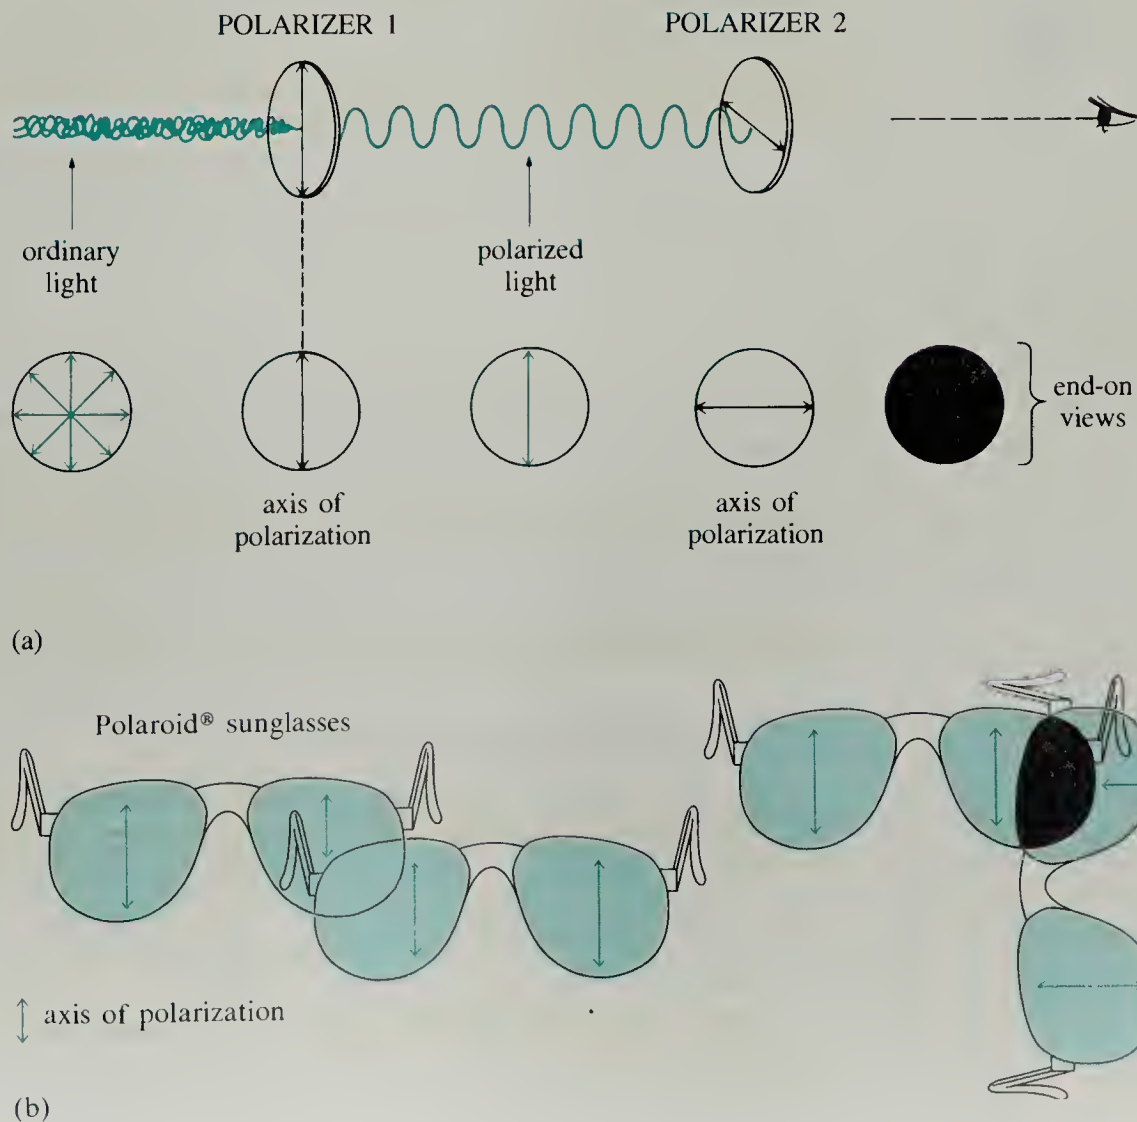 POLARIZER 1
POLARIZER 2
ordinary
light
polarized
light
end-on
views
axis of
polarization
axis of
polarization
(a)
Polaroid® sunglasses
axis of polarization
(b)